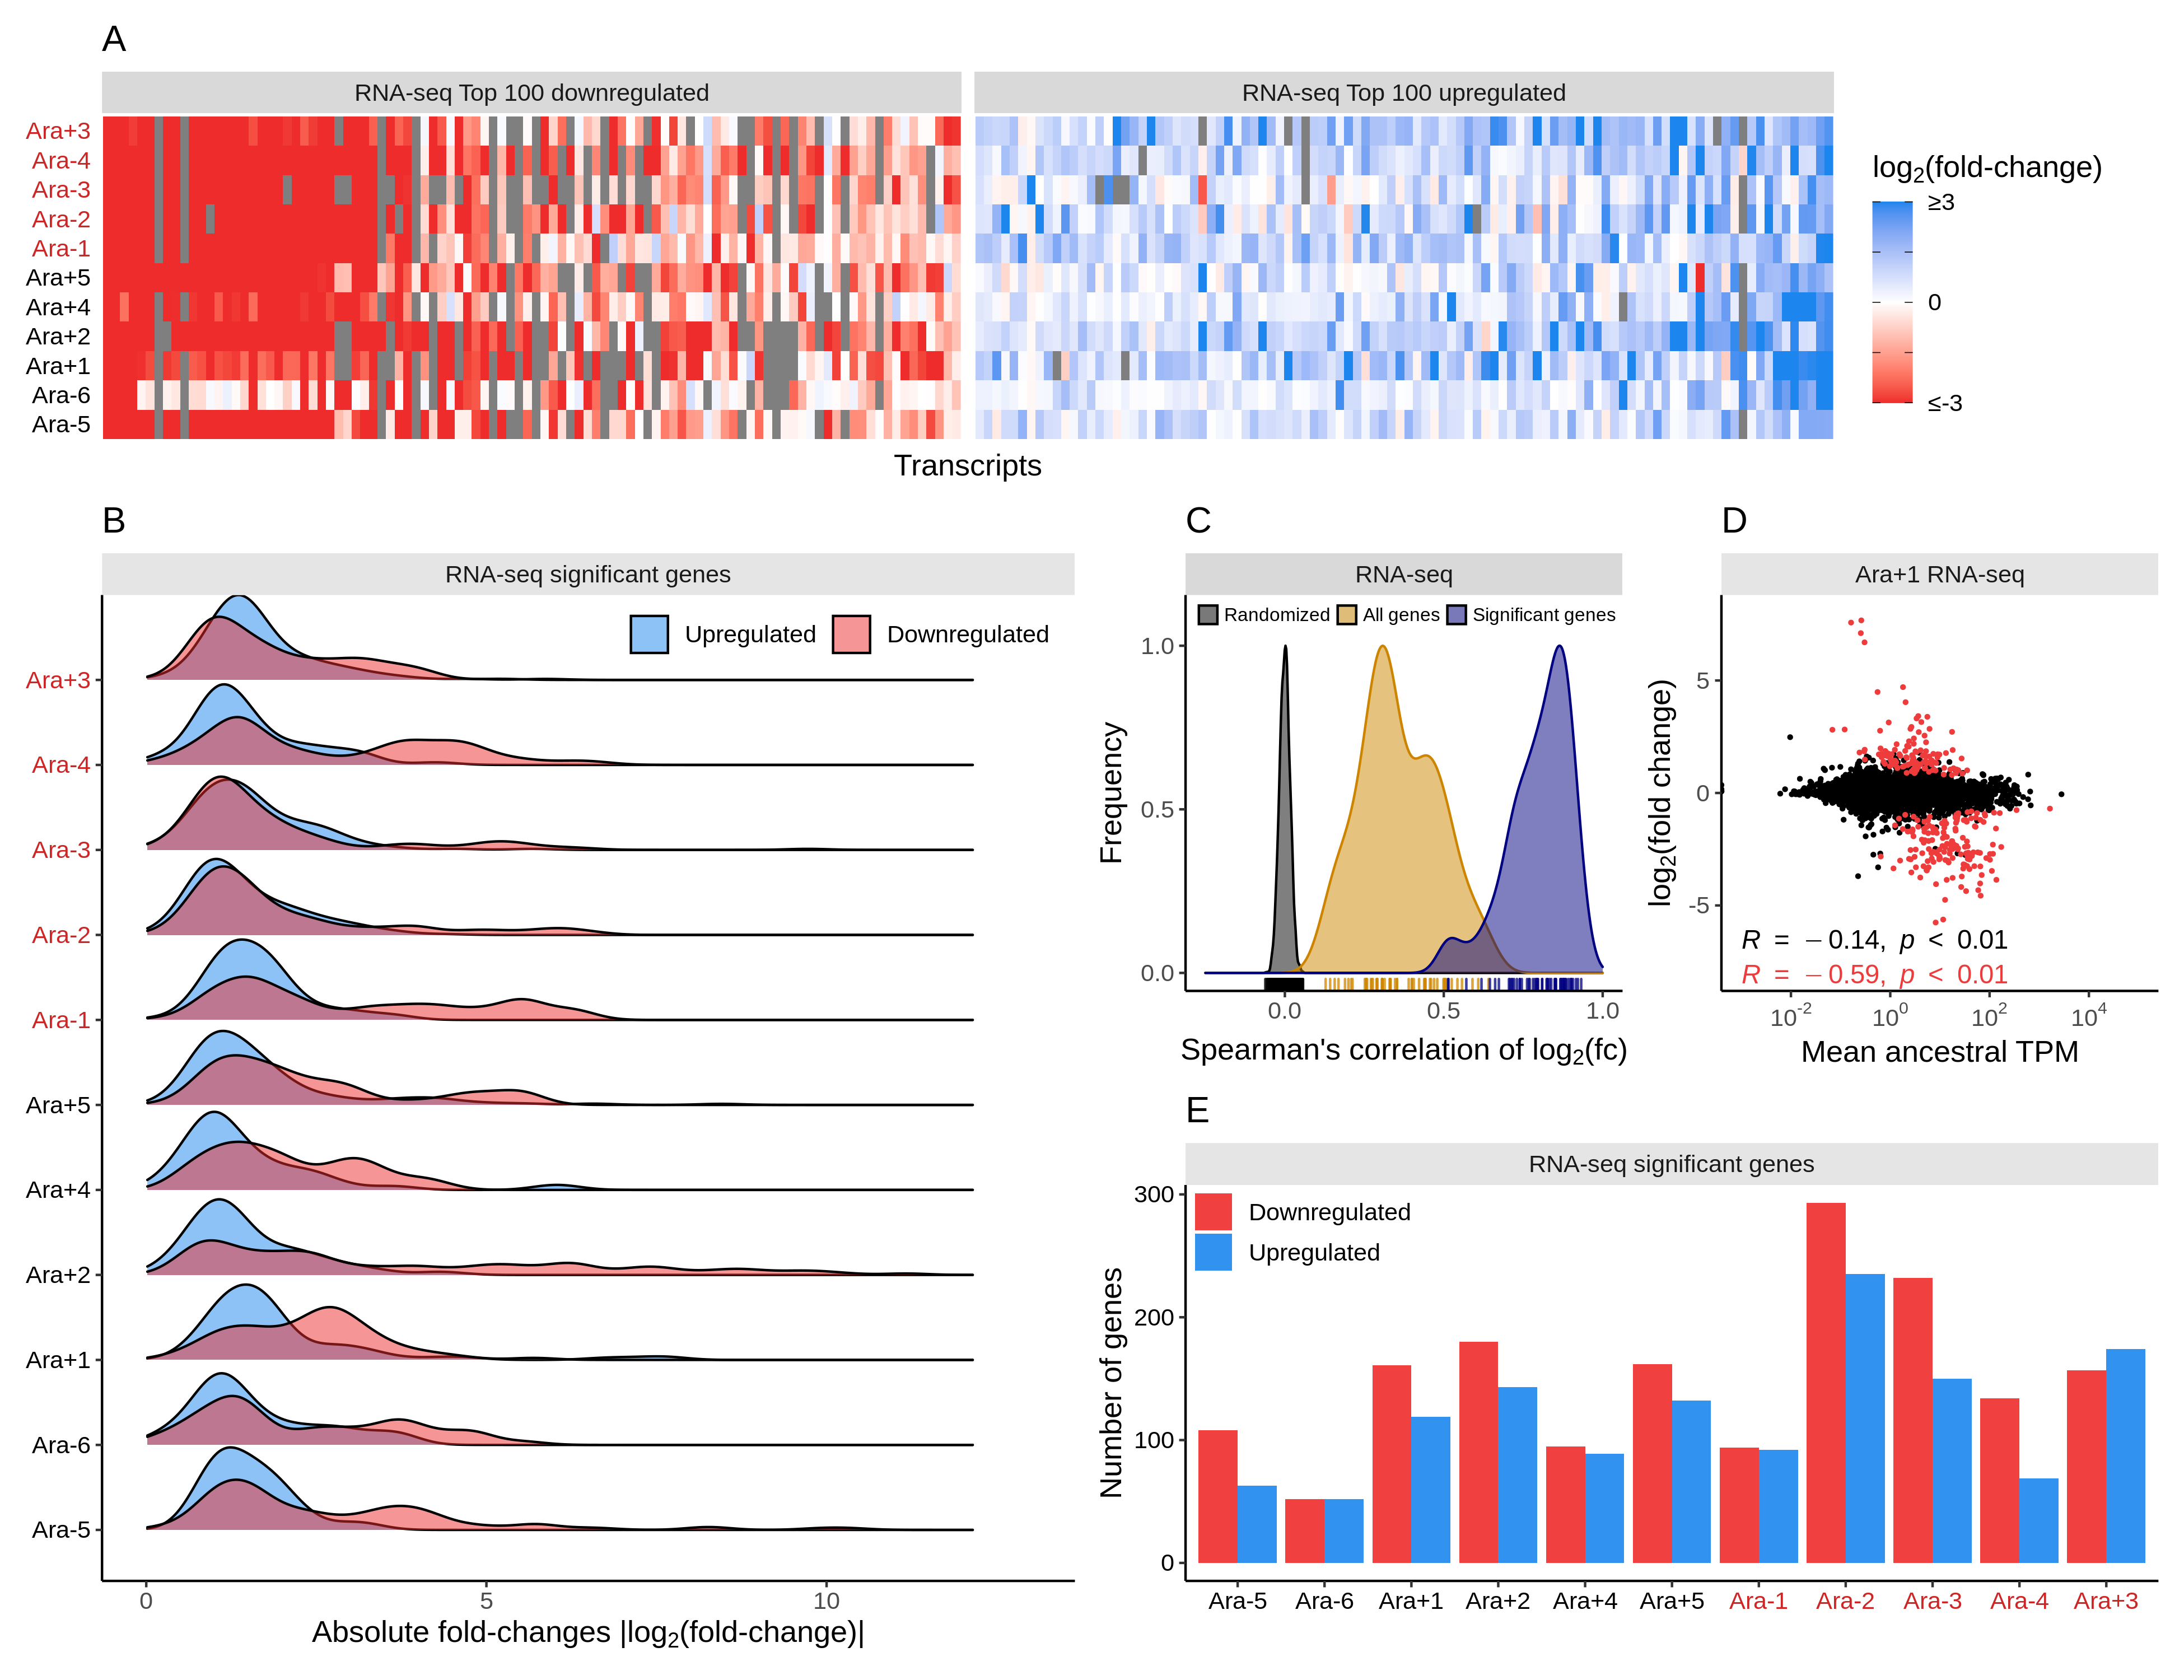 A
RNA-seq Top 100 downregulated
RNA-seq Top 100 upregulated
Ara+3
Ara-4
Ara-3
Ara-2
Ara-1
Ara+5
Ara+4
Ara+2
Ara+1
Ara-6
Ara-5
Transcripts
log₂(fold-change)
≥3
0
≤-3
B
RNA-seq significant genes
Upregulated
Downregulated
Ara+3
Ara-4
Ara-3
Ara-2
Ara-1
Ara+5
Ara+4
Ara+2
Ara+1
Ara-6
Ara-5
0 5 10
Absolute fold-changes |log₂(fold-change)|
C
RNA-seq
Randomized All genes Significant genes
Frequency
1.0
0.5
0.0
0.0 0.5 1.0
Spearman's correlation of log₂(fc)
D
Ara+1 RNA-seq
log₂(fold change)
5
0
-5
R = −0.14, p < 0.01
R = −0.59, p < 0.01
10⁻² 10⁰ 10² 10⁴
Mean ancestral TPM
E
RNA-seq significant genes
Downregulated
Upregulated
Number of genes
300
200
100
0
Ara-5 Ara-6 Ara+1 Ara+2 Ara+4 Ara+5 Ara-1 Ara-2 Ara-3 Ara-4 Ara+3